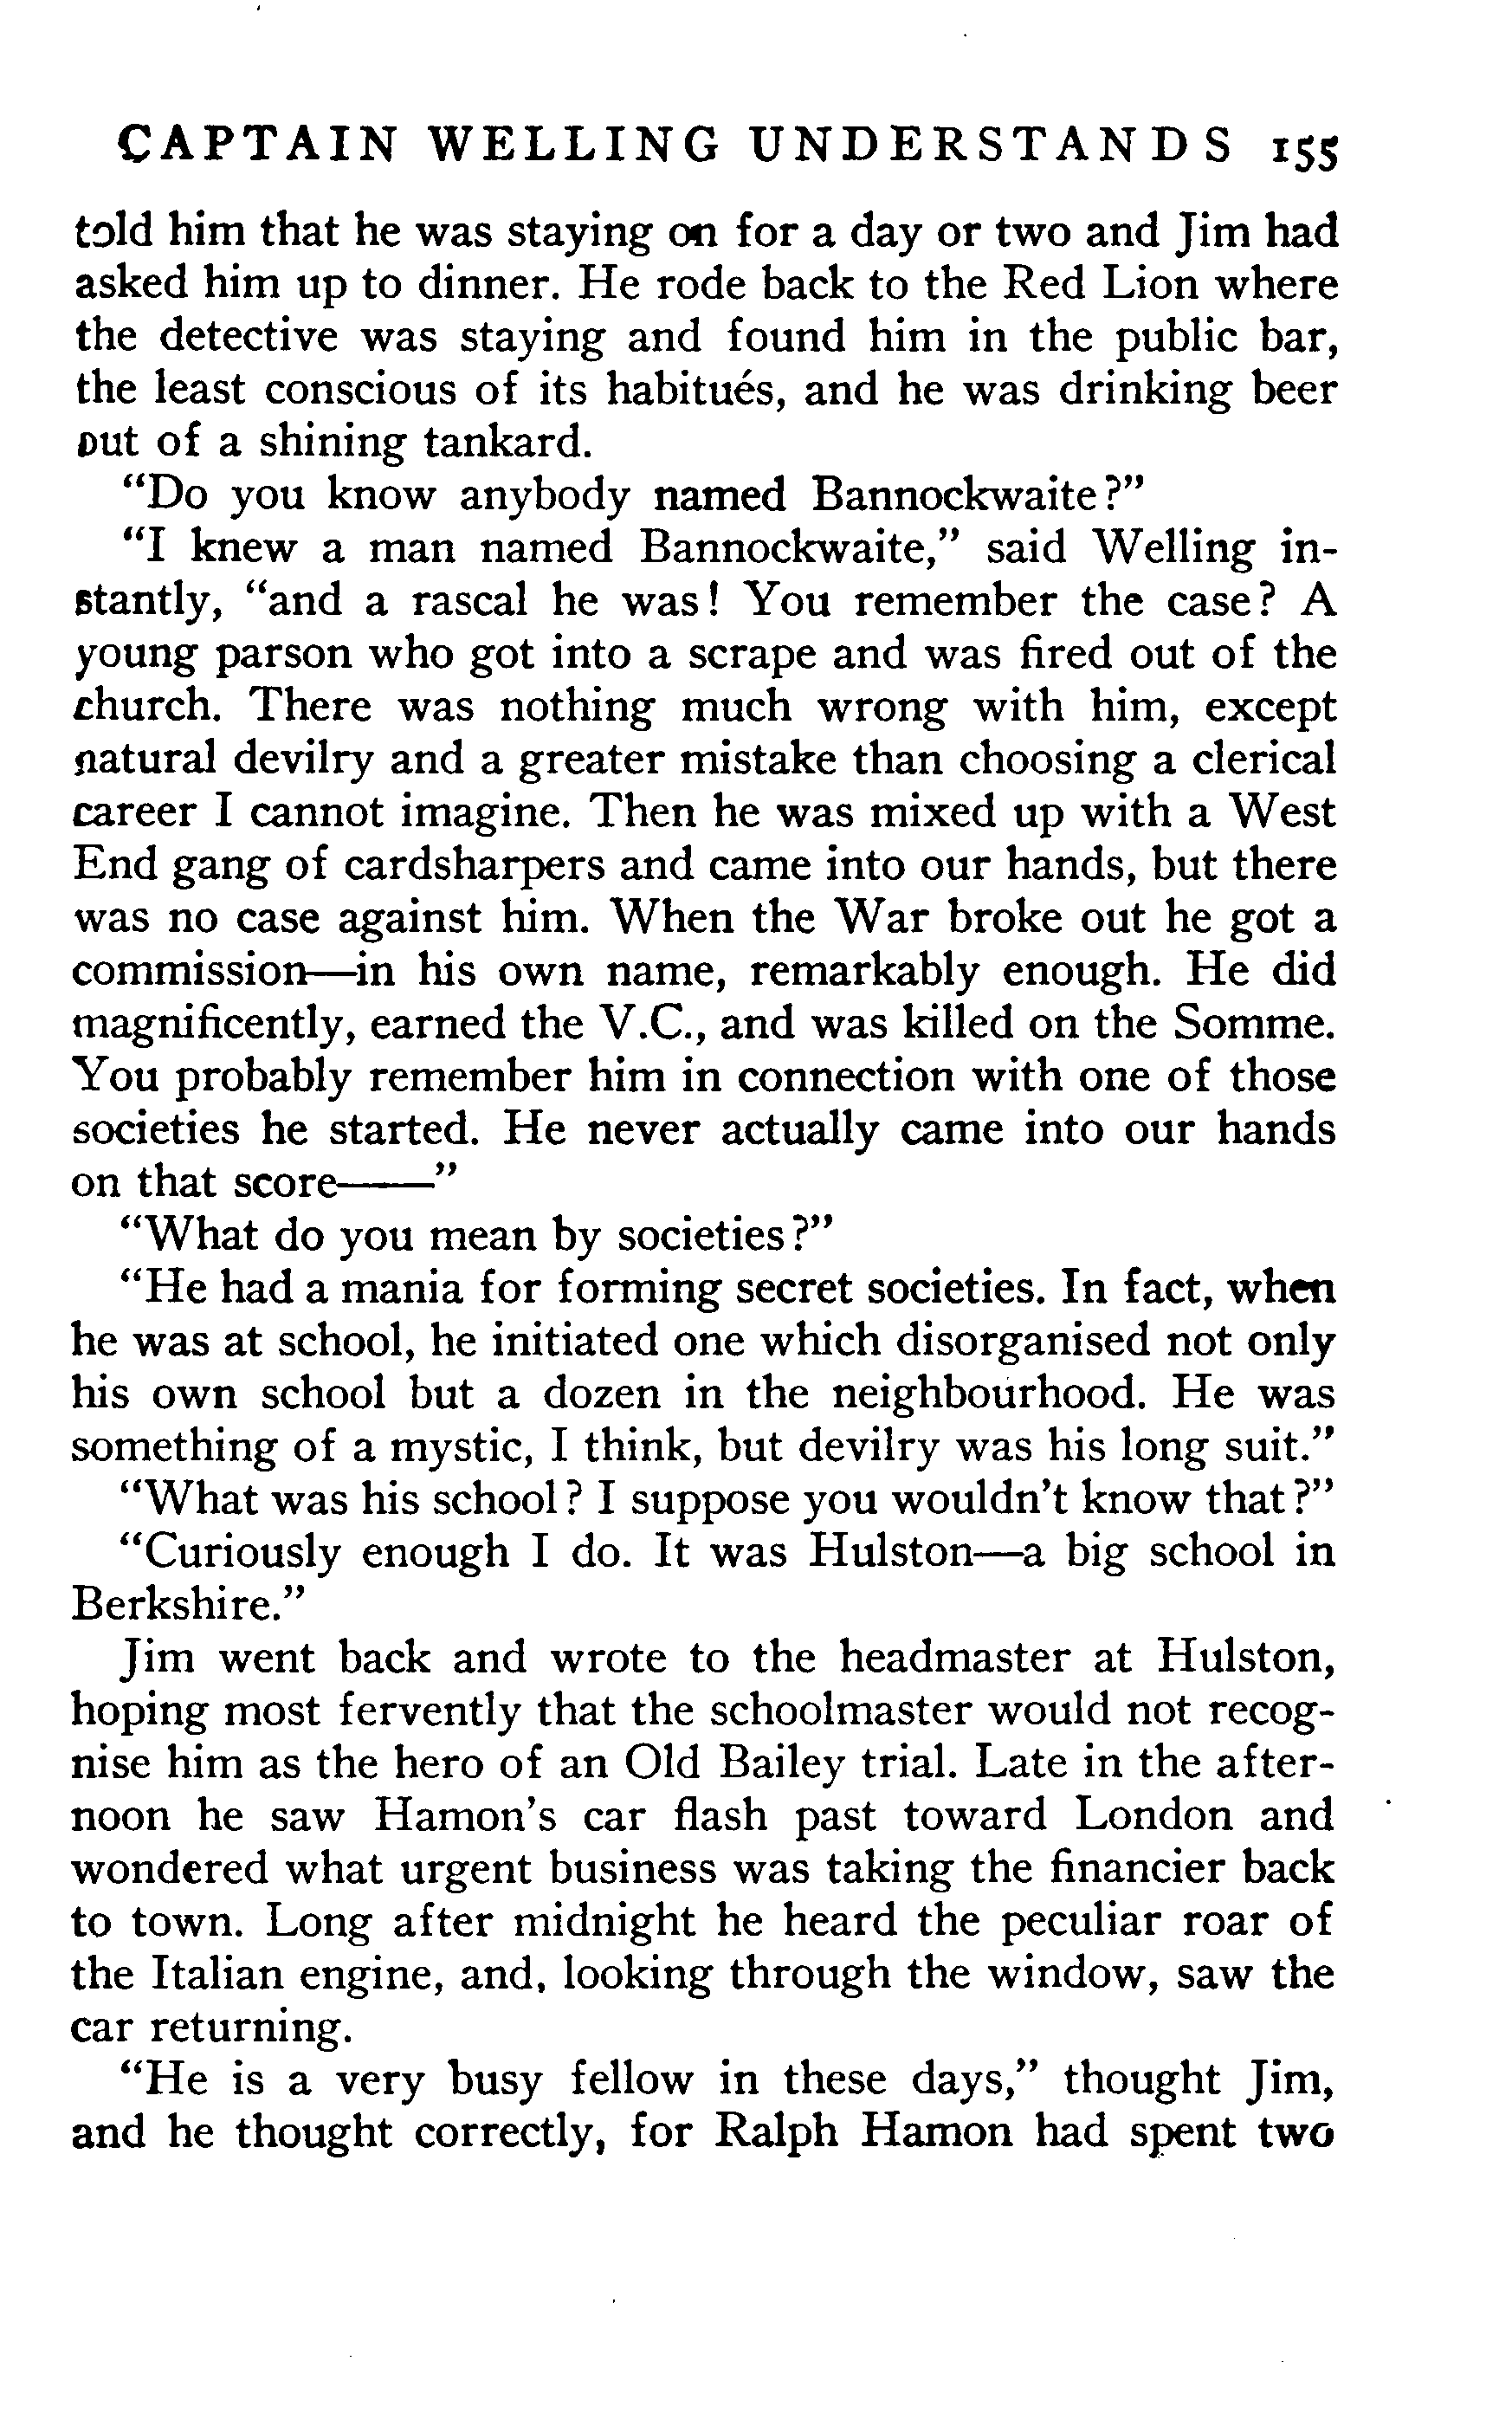 CAPTAIN WELLING UNDERSTANDS 155
told him that he was staying on for a day or two and Jim had
asked him up to dinner. He rode back to the Red Lion where
the detective was staying and found him in the public bar,
the least conscious of its habitués, and he was drinking beer
out of a shining tankard.
"Do you know anybody named Bannockwaite?"
"I knew a man named Bannockwaite," said Welling in-
stantly, "and a rascal he was! You remember the case? A
young parson who got into a scrape and was fired out of the
church. There was nothing much wrong with him, except
natural devilry and a greater mistake than choosing a clerical
career I cannot imagine. Then he was mixed up with a West
End gang of cardsharpers and came into our hands, but there
was no case against him. When the War broke out he got a
commission—in his own name, remarkably enough. He did
magnificently, earned the V.C., and was killed on the Somme.
You probably remember him in connection with one of those
societies he started. He never actually came into our hands
on that score——"
"What do you mean by societies?"
"He had a mania for forming secret societies. In fact, when
he was at school, he initiated one which disorganised not only
his own school but a dozen in the neighbourhood. He was
something of a mystic, I think, but devilry was his long suit."
"What was his school? I suppose you wouldn't know that?"
"Curiously enough I do. It was Hulston—a big school in
Berkshire."
Jim went back and wrote to the headmaster at Hulston,
hoping most fervently that the schoolmaster would not recog-
nise him as the hero of an Old Bailey trial. Late in the after-
noon he saw Hamon's car flash past toward London and
wondered what urgent business was taking the financier back
to town. Long after midnight he heard the peculiar roar of
the Italian engine, and, looking through the window, saw the
car returning.
"He is a very busy fellow in these days," thought Jim,
and he thought correctly, for Ralph Hamon had spent two